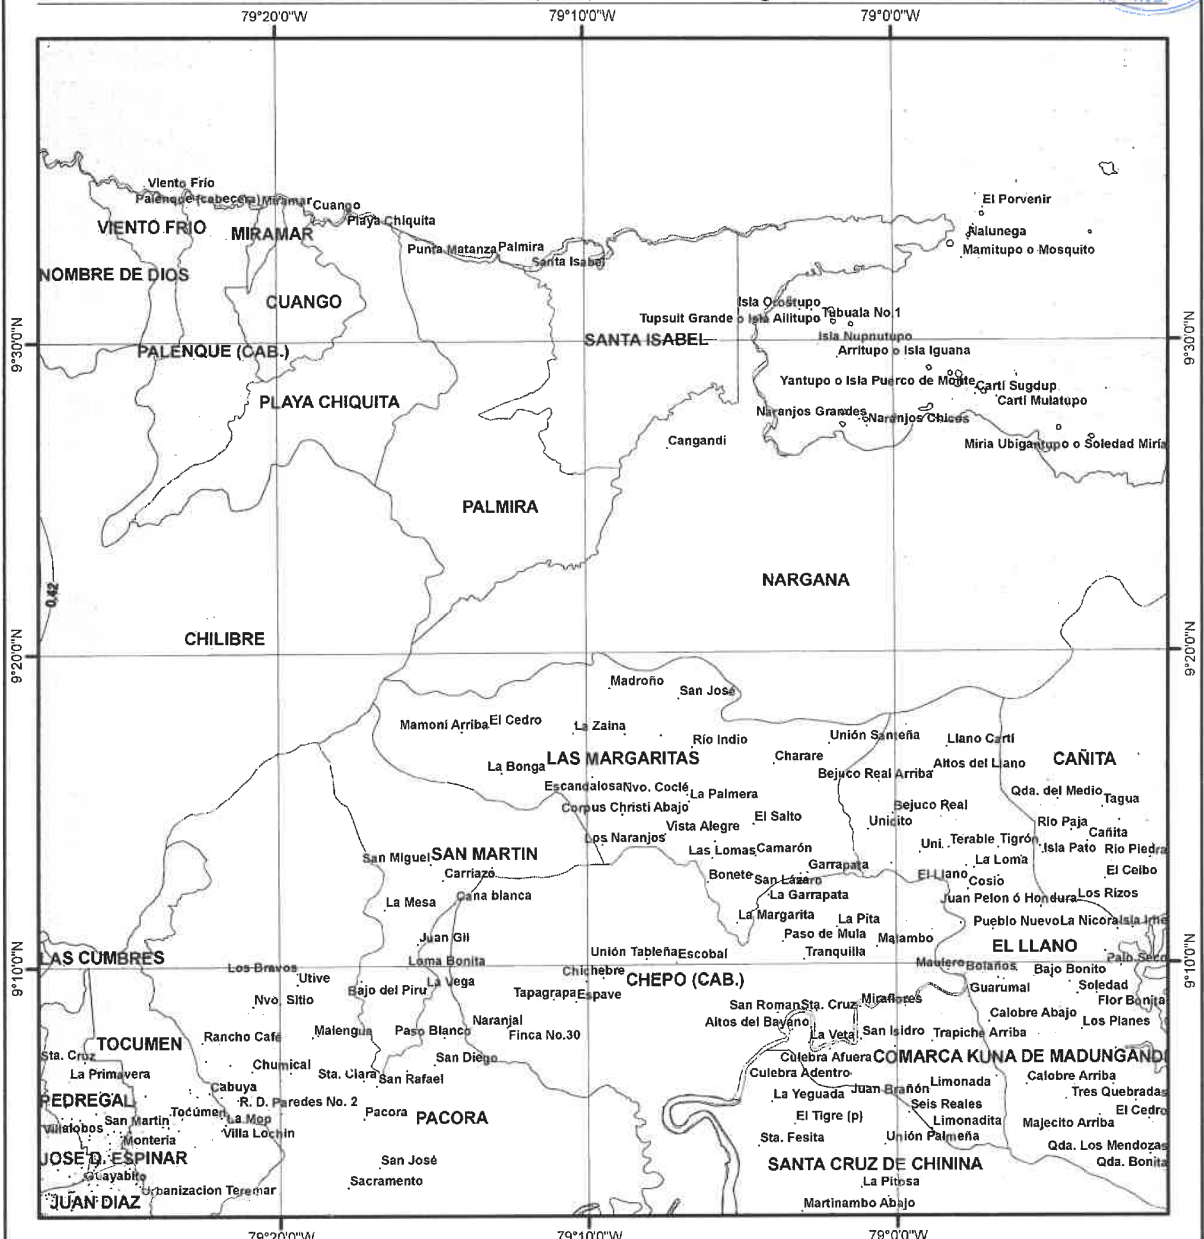 79°20'0"W 79°10'0"W 79°0'0"W
Viento Frío
Palenque (cabecera) Miramar Cuango
El Porvenir
Playa Chiquita
VIENTO FRIO
MIRAMAR
Nalunega
Punta Matanza Palmira
Mamitupo o Mosquito
Santa Isabel
NOMBRE DE DIOS
CUANGO
Isla Orostupo
Tupsuit Grande o Isla Ailitupo Tubuala No.1
9°30'0"N
SANTA ISABEL
Isla Nupnutupo
9°30'0"N
PALENQUE (CAB.)
Arritupo o Isla Iguana
Yantupo o Isla Puerco de Monte Cartí Sugdup
PLAYA CHIQUITA
Cartí Mulatupo
Naranjos Grandes Naranjos Chicos
Cangandi
Miria Ubigantupo o Soledad Miría
PALMIRA
NARGANA
0.42
CHILIBRE
9°20'0"N
9°20'0"N
Madroño
San José
Mamoní Arriba El Cedro
La Zaina
Río Indio
Unión Santeña
Llano Cartí
LAS MARGARITAS
Charare
CAÑITA
La Bonga
Altos del Llano
Bejuco Real Arriba
Escandalosa Nvo. Coclé
La Palmera
Qda. del Medio
Tagua
Corpus Christi Abajo
Bejuco Real
El Salto
Unicito
Río Paja
Vista Alegre
Cañita
Los Naranjos
Uni.
Terable Tigrón
Las Lomas Camarón
Isla Pato Río Piedra
San Miguel SAN MARTIN
La Loma
Garrapata
Carriazo
Bonete San Lázaro
El Llano
Cosio
El Ceibo
Cana blanca
La Garrapata
Juan Pelon ó Hondura Los Rizos
La Mesa
La Margarita La Pita
Pueblo Nuevo La Nicora
Juan Gil
Paso de Mula
Malambo
EL LLANO
LAS CUMBRES
Loma Bonita
Unión Tableña Escobal
Tranquilla
Palo Seco
9°10'0"N
9°10'0"N
Los Bravos
Chichebre
Mautero Bolaños
Bajo Bonito
Utive
La Vega
CHEPO (CAB.)
Bajo del Piru
Tapagrapa Espave
Guarumal
Soledad
Nvo. Sitio
San Roman Sta. Cruz Miraflores
Flor Bonita
Naranjal
Altos del Bayano
Calobre Abajo
Los Planes
Rancho Café
Malengua
Paso Blanco
Finca No.30
La Veta San Isidro
Trapiche Arriba
TOCUMEN
Sta. Cruz
San Diego
Culebra Afuera COMARCA KUNA DE MADUNGANDI
La Primavera
Chumical
Sta. Clara San Rafael
Culebra Adentro
Calobre Arriba
Cabuya
La Yeguada Juan Brañón
Limonada
Tres Quebradas
PEDREGAL
R. D. Paredes No. 2
Seis Reales
El Cedro
Tocúmen
La Mop
Pacora
PACORA
El Tigre (p)
Limonadita
Majecito Arriba
Villalobos
San Martín
Villa Lochin
Montería
Sta. Fesita
Unión Palmeña
Qda. Los Mendozas
JOSE D. ESPINAR
San José
SANTA CRUZ DE CHININA
Qda. Bonita
Guayabito
Sacramento
La Pitosa
JUAN DIAZ
Urbanizacion Teremar
Martinambo Abajo
79°20'0"W 79°10'0"W 79°0'0"W